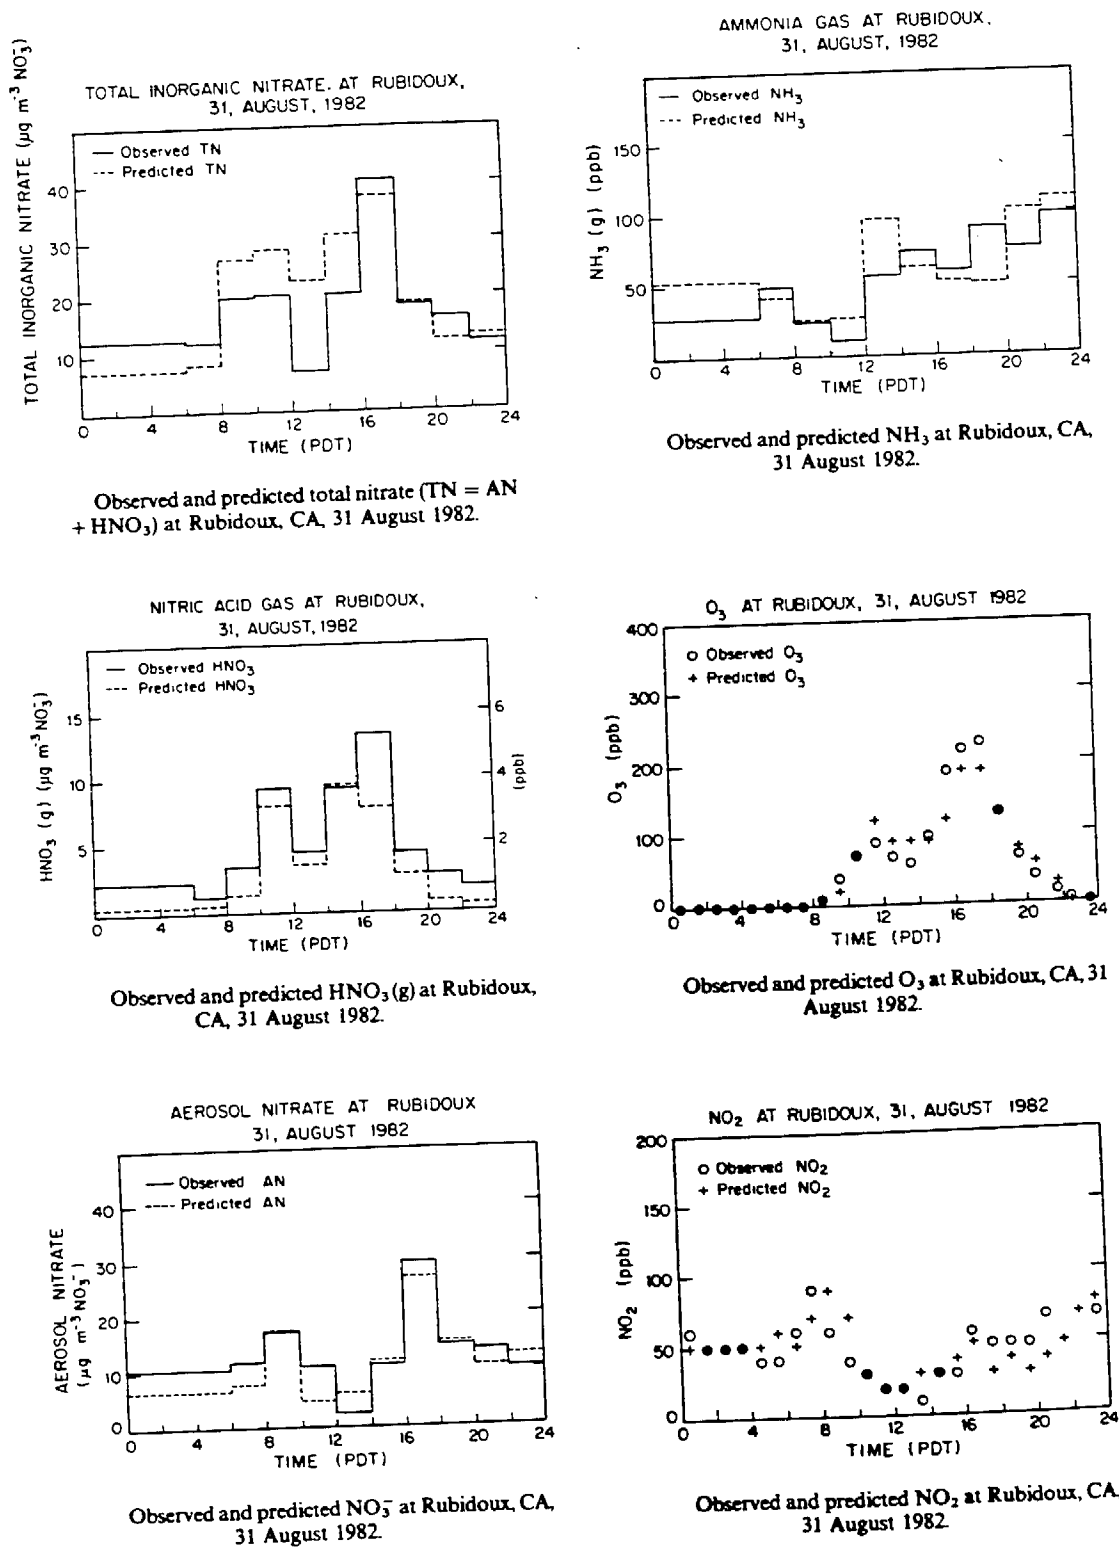 TOTAL INORGANIC NITRATE. AT RUBIDOUX,
31, AUGUST, 1982
TOTAL INORGANIC NITRATE (µg m⁻³ NO₃⁻)
— Observed TN
--- Predicted TN
40
30
20
10
0 4 8 12 16 20 24
TIME (PDT)
Observed and predicted total nitrate (TN = AN
+ HNO₃) at Rubidoux, CA, 31 August 1982.
AMMONIA GAS AT RUBIDOUX,
31, AUGUST, 1982
NH₃ (g) (ppb)
— Observed NH₃
---- Predicted NH₃
150
100
50
0 4 8 12 16 20 24
TIME (PDT)
Observed and predicted NH₃ at Rubidoux, CA,
31 August 1982.
NITRIC ACID GAS AT RUBIDOUX,
31, AUGUST, 1982
HNO₃ (g) (µg m⁻³ NO₃⁻)
— Observed HNO₃
---- Predicted HNO₃
15
10
5
6
4
2
(ppb)
0 4 8 12 16 20 24
TIME (PDT)
Observed and predicted HNO₃(g) at Rubidoux,
CA, 31 August 1982.
O₃ AT RUBIDOUX, 31, AUGUST 1982
O₃ (ppb)
o Observed O₃
+ Predicted O₃
400
300
200
100
0
0 4 8 12 16 20 24
TIME (PDT)
Observed and predicted O₃ at Rubidoux, CA, 31
August 1982.
AEROSOL NITRATE AT RUBIDOUX
31, AUGUST 1982
AEROSOL NITRATE
(µg m⁻³ NO₃⁻)
— Observed AN
---- Predicted AN
40
30
20
10
0
0 4 8 12 16 20 24
TIME (PDT)
Observed and predicted NO₃⁻ at Rubidoux, CA,
31 August 1982.
NO₂ AT RUBIDOUX, 31, AUGUST 1982
NO₂ (ppb)
o Observed NO₂
+ Predicted NO₂
200
150
100
50
0
0 4 8 12 16 20 24
TIME (PDT)
Observed and predicted NO₂ at Rubidoux, CA.
31 August 1982.